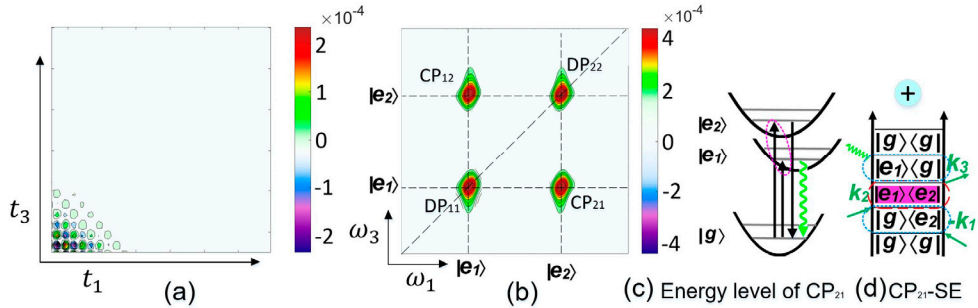 ×10⁻⁴
2
1
0
-1
-2
t₃
t₁
(a)
×10⁻⁴
4
2
0
-2
-4
CP₁₂
DP₂₂
|e₂⟩
|e₁⟩
DP₁₁
CP₂₁
ω₃
ω₁
|e₁⟩
|e₂⟩
(b)
|e₂⟩
|e₁⟩
|g⟩
(c) Energy level of CP₂₁
+
|g⟩⟨g|
|e₁⟩⟨g|
k₃
|e₁⟩⟨e₂|
k₂
|g⟩⟨e₂|
-k₁
|g⟩⟨g|
(d)CP₂₁-SE